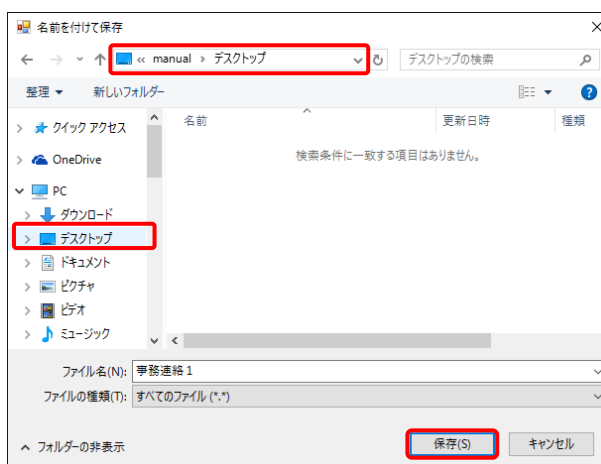 名前を付けて保存
« manual › デスクトップ
デスクトップの検索
整理 新しいフォルダー
名前 更新日時 種類
検索条件に一致する項目はありません。
クイック アクセス
OneDrive
PC
ダウンロード
デスクトップ
ドキュメント
ピクチャ
ビデオ
ミュージック
ファイル名(N): 事務連絡1
ファイルの種類(T): すべてのファイル (*.*)
フォルダーの非表示
保存(S) キャンセル